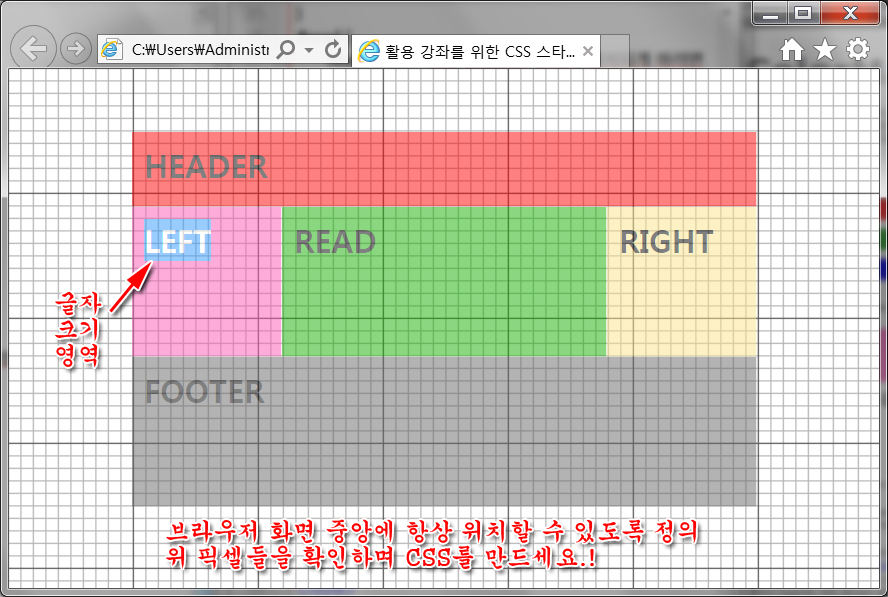 C:￦Users￦Administr
활용 강좌를 위한 CSS 스타...
HEADER
LEFT
READ
RIGHT
글자
크기
영역
FOOTER
브라우저 화면 중앙에 항상 위치할 수 있도록 정의
위 픽셀들을 확인하며 CSS를 만드세요.!